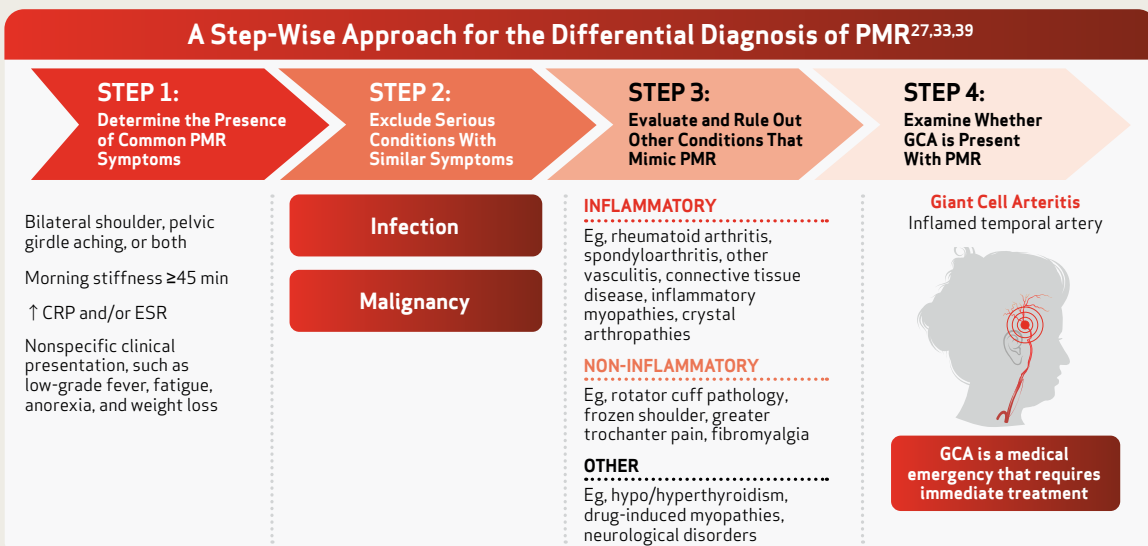 A Step-Wise Approach for the Differential Diagnosis of PMR27,33,39
STEP 1:
Determine the Presence
of Common PMR
Symptoms
Bilateral shoulder, pelvic
girdle aching, or both
Morning stiffness ≥45 min
↑ CRP and/or ESR
Nonspecific clinical
presentation, such as
low-grade fever, fatigue,
anorexia, and weight loss
STEP 2:
Exclude Serious
Conditions With
Similar Symptoms
Infection
Malignancy
STEP 3:
Evaluate and Rule Out
Other Conditions That
Mimic PMR
INFLAMMATORY
Eg, rheumatoid arthritis,
spondyloarthritis, other
vasculitis, connective tissue
disease, inflammatory
myopathies, crystal
arthropathies
NON-INFLAMMATORY
Eg, rotator cuff pathology,
frozen shoulder, greater
trochanter pain, fibromyalgia
OTHER
Eg, hypo/hyperthyroidism,
drug-induced myopathies,
neurological disorders
STEP 4:
Examine Whether
GCA is Present
With PMR
Giant Cell Arteritis
Inflamed temporal artery
GCA is a medical
emergency that requires
immediate treatment